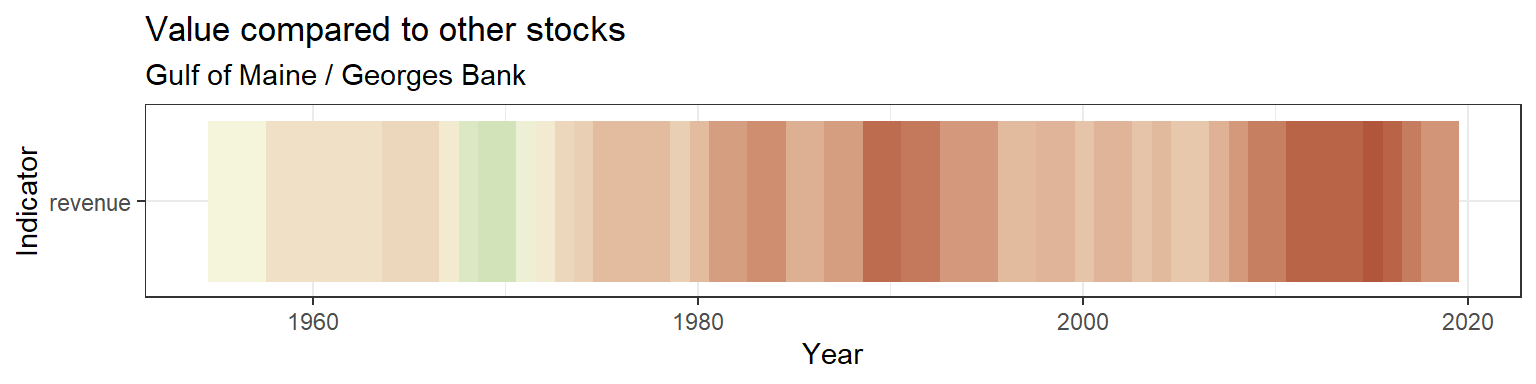 Value compared to other stocks
Gulf of Maine / Georges Bank
Indicator
revenue
1960 1980 2000 2020
Year